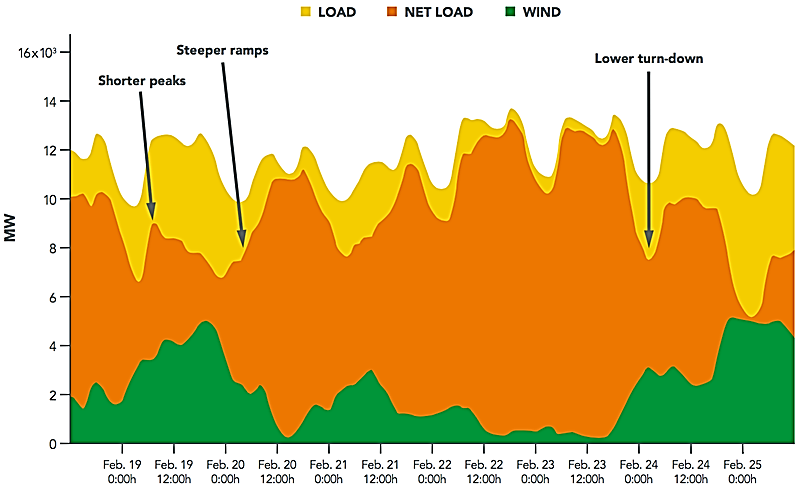 LOAD NET LOAD WIND
Steeper ramps
Shorter peaks
Lower turn-down
16x10³
14
12
10
8
6
4
2
0
MW
Feb. 19 Feb. 19 Feb. 20 Feb. 20 Feb. 21 Feb. 21 Feb. 22 Feb. 22 Feb. 23 Feb. 23 Feb. 24 Feb. 24 Feb. 25
0:00h 12:00h 0:00h 12:00h 0:00h 12:00h 0:00h 12:00h 0:00h 12:00h 0:00h 12:00h 0:00h